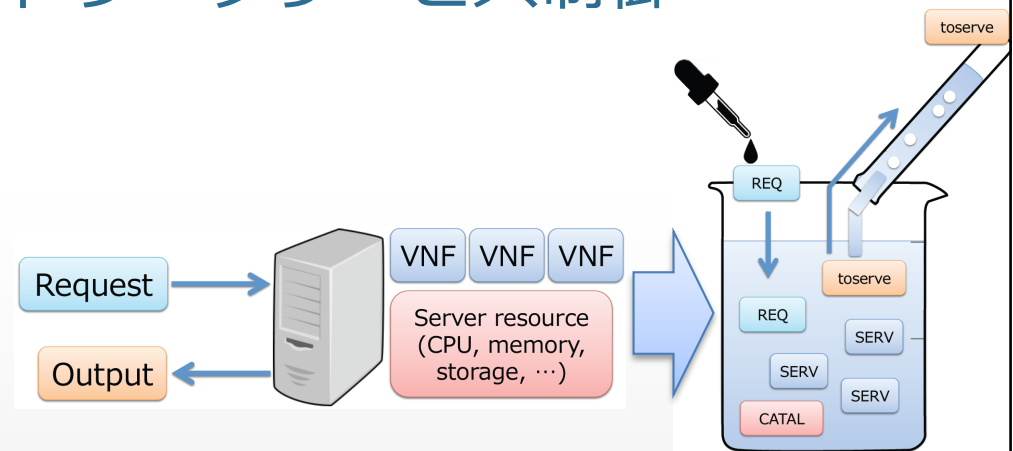 toserve
REQ
VNF
VNF
VNF
Request
toserve
Server resource
(CPU, memory,
storage, …)
REQ
SERV
Output
SERV
SERV
CATAL